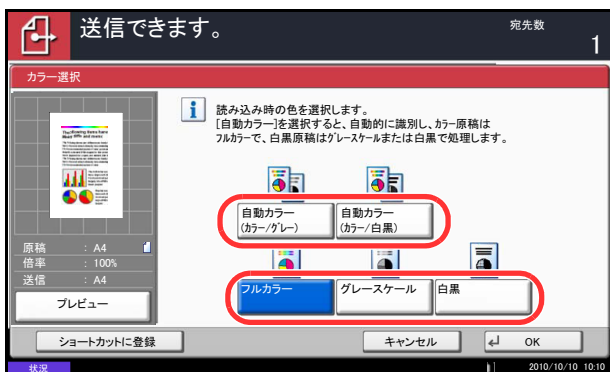 送信できます。
宛先数
1
カラー選択
読み込み時の色を選択します。
[自動カラー]を選択すると、自動的に識別し、カラー原稿は
フルカラーで、白黒原稿はグレースケールまたは白黒で処理します。
自動カラー
(カラー/グレー)
自動カラー
(カラー/白黒)
原稿 : A4
倍率 : 100%
送信 : A4
プレビュー
フルカラー
グレースケール
白黒
ショートカットに登録
キャンセル
OK
状況
2010/10/10 10:10